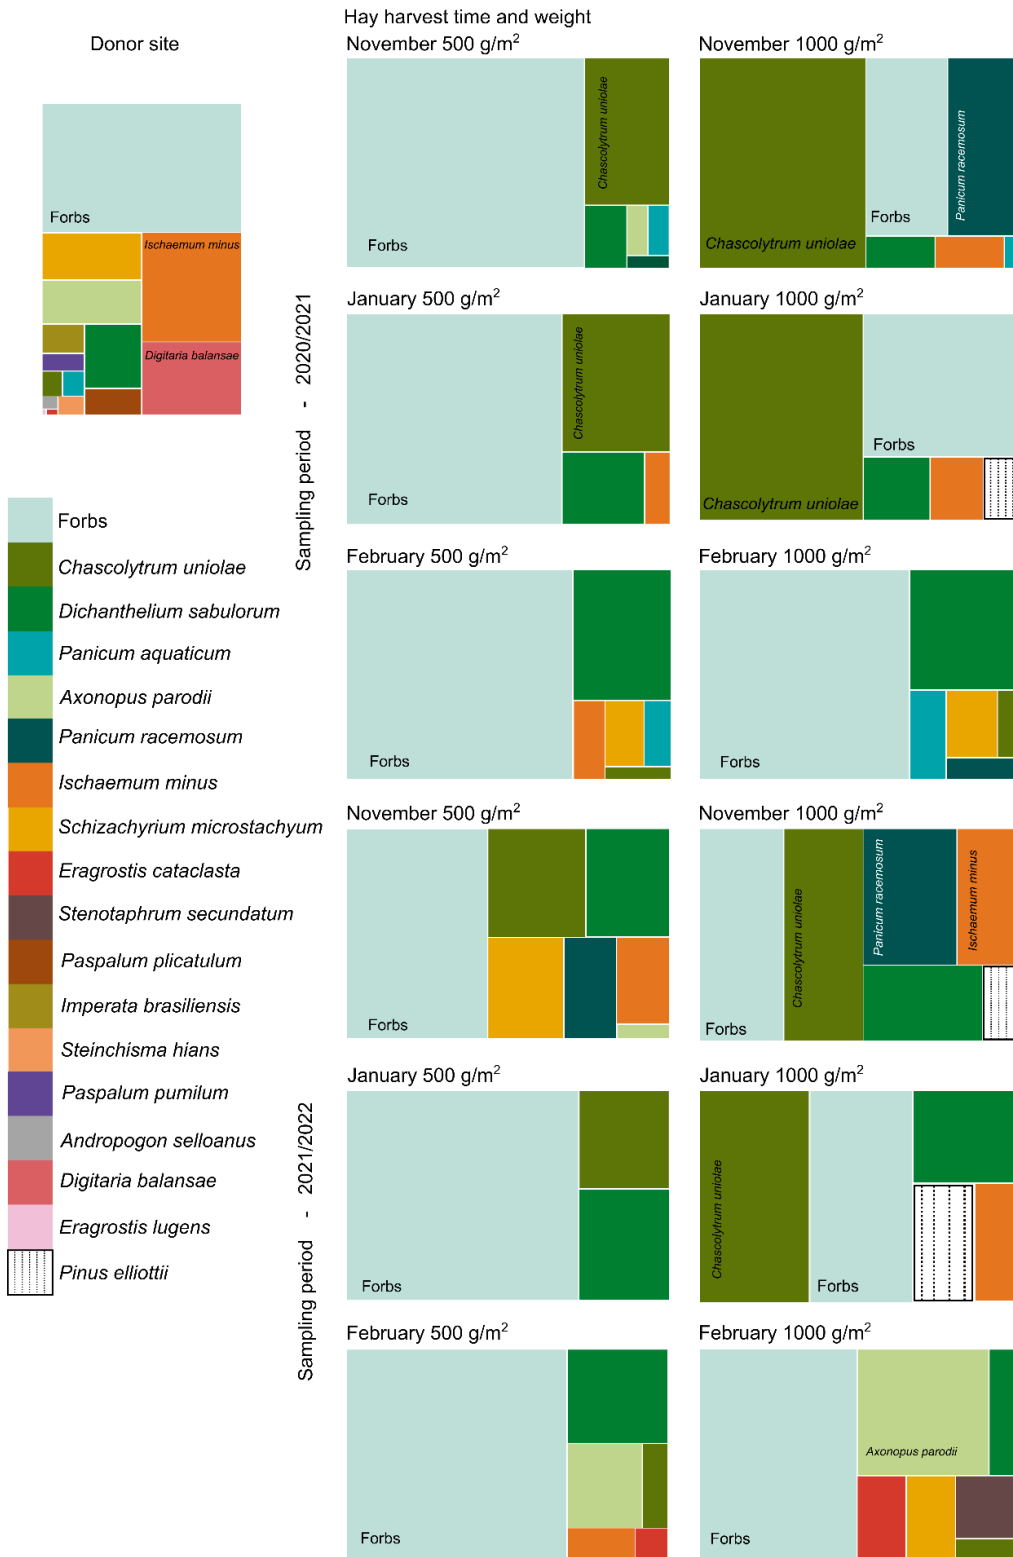 Hay harvest time and weight
Donor site
Forbs
Ischaemum minus
Digitaria balansae
Forbs
Chascolytrum uniolae
Dichanthelium sabulorum
Panicum aquaticum
Axonopus parodii
Panicum racemosum
Ischaemum minus
Schizachyrium microstachyum
Eragrostis cataclasta
Stenotaphrum secundatum
Paspalum plicatulum
Imperata brasiliensis
Steinchisma hians
Paspalum pumilum
Andropogon selloanus
Digitaria balansae
Eragrostis lugens
Pinus elliottii
Sampling period - 2020/2021
November 500 g/m²
Chascolytrum uniolae
Forbs
November 1000 g/m²
Panicum racemosum
Forbs
Chascolytrum uniolae
January 500 g/m²
Chascolytrum uniolae
Forbs
January 1000 g/m²
Forbs
Chascolytrum uniolae
February 500 g/m²
Forbs
February 1000 g/m²
Forbs
Sampling period - 2021/2022
November 500 g/m²
Forbs
November 1000 g/m²
Panicum racemosum
Ischaemum minus
Chascolytrum uniolae
Forbs
January 500 g/m²
Forbs
January 1000 g/m²
Chascolytrum uniolae
Forbs
February 500 g/m²
Forbs
February 1000 g/m²
Axonopus parodii
Forbs